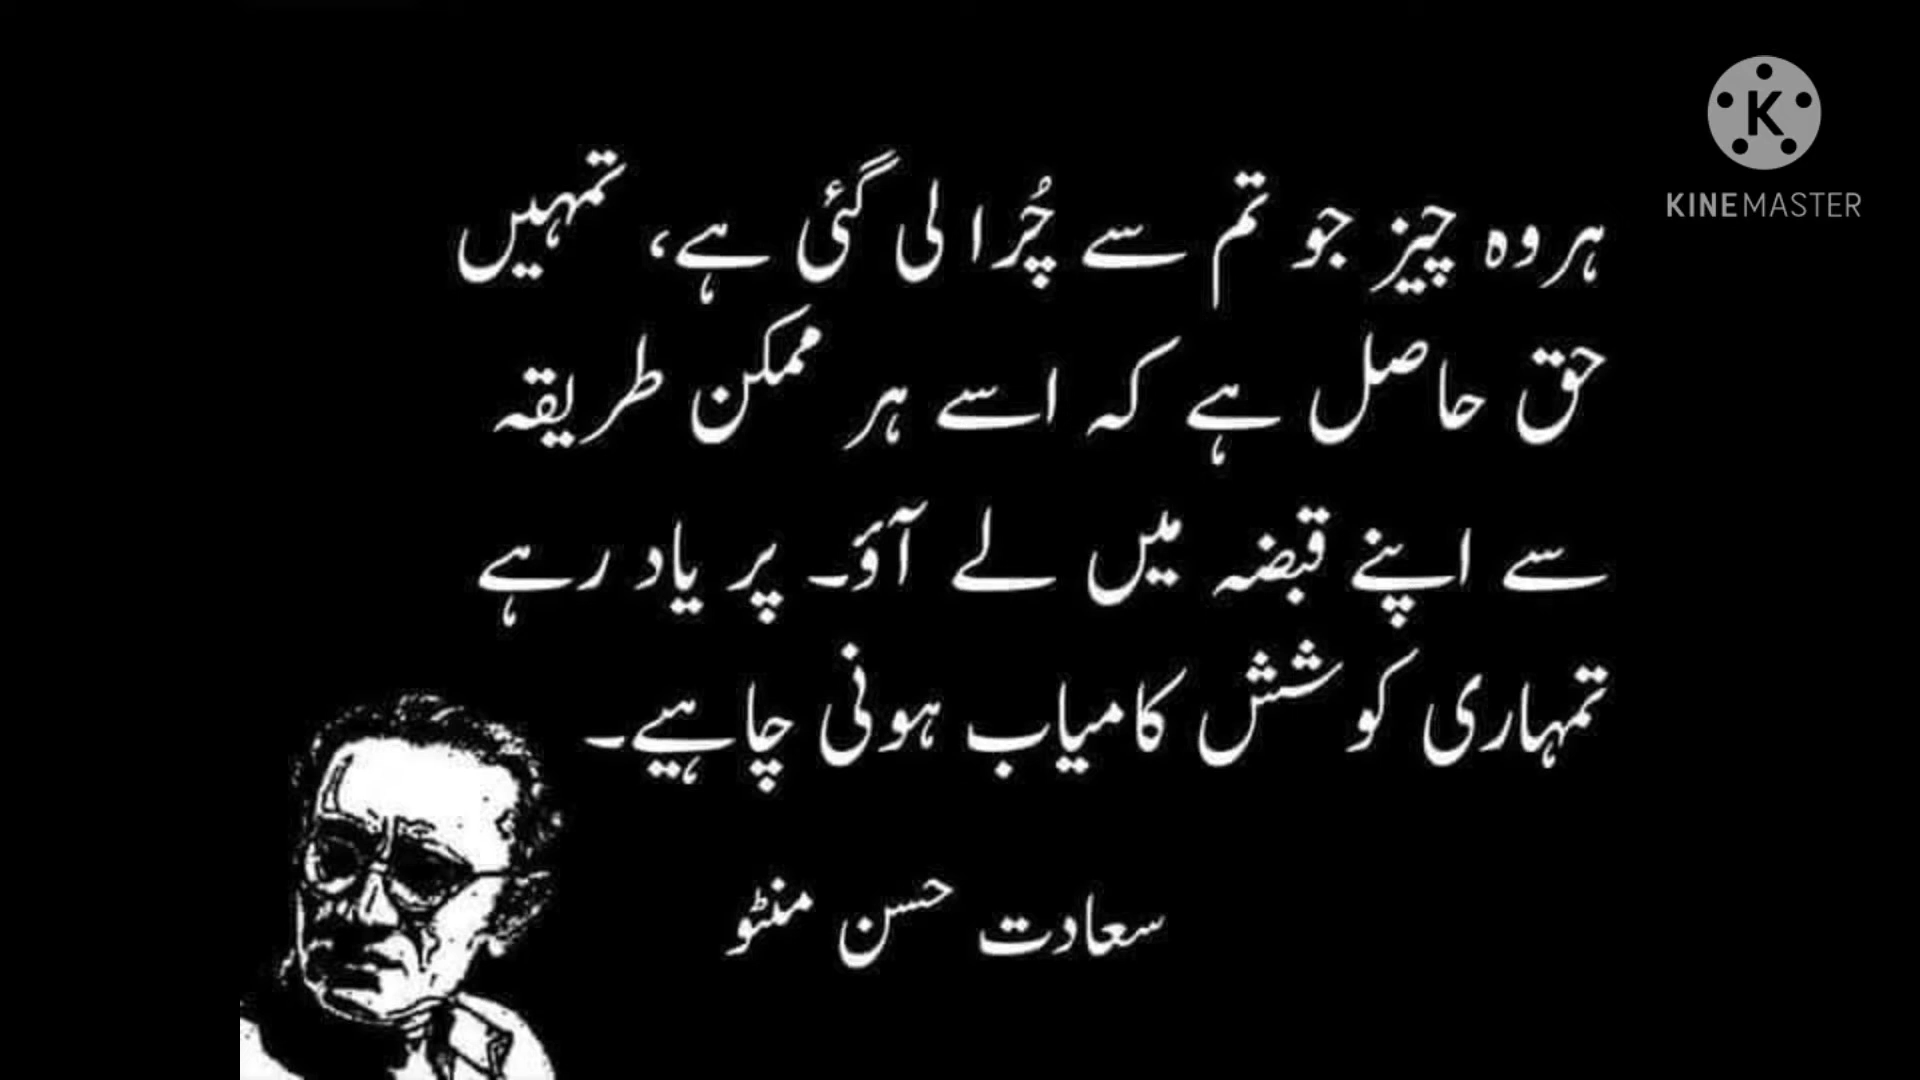 KINEMASTER
ہر وہ چیز جو تم سے چُرا لی گئی ہے، تمہیں
حق حاصل ہے کہ اسے ہر ممکن طریقہ
سے اپنے قبضہ میں لے آؤ۔ پر یاد رہے
تمہاری کوشش کامیاب ہونی چاہیے۔
سعادت حسن منٹو